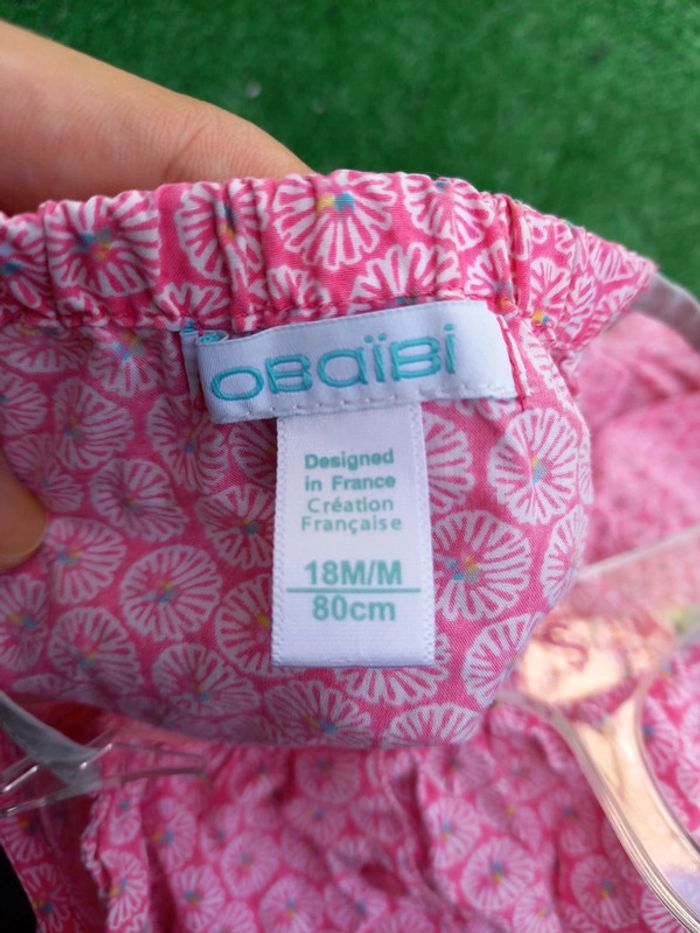 OBAÏBi
Designed
in France
Création
Française
18M/M
80cm
S